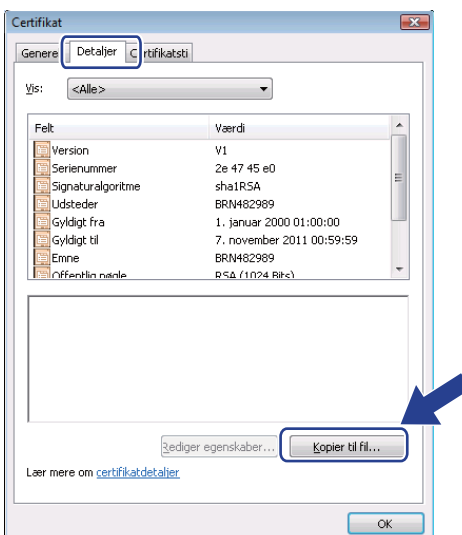 Certifikat
Genere Detaljer C rtifikatsti
Vis: <Alle>
Felt Værdi
Version V1
Serienummer 2e 47 45 e0
Signaturalgoritme sha1RSA
Udsteder BRN482989
Gyldigt fra 1. januar 2000 01:00:00
Gyldigt til 7. november 2011 00:59:59
Emne BRN482989
Offentlig nøgle RSA (1024 Bits)
Rediger egenskaber... Kopier til fil...
Lær mere om certifikatdetaljer
OK